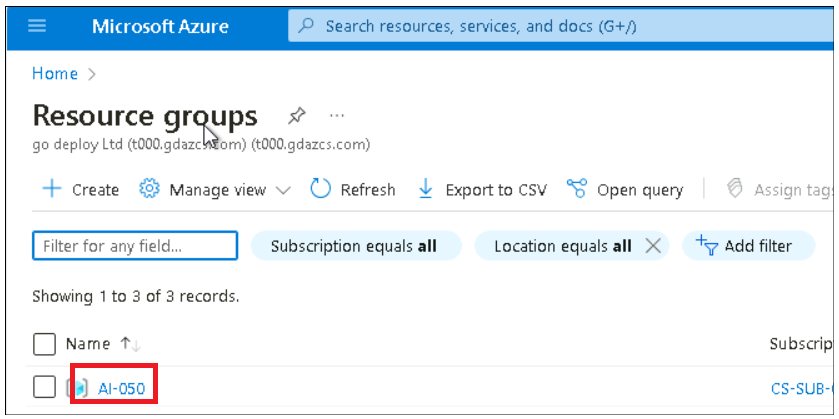 Microsoft Azure
Search resources, services, and docs (G+/)
Home >
Resource groups ...
go deploy Ltd (t000.gdazcs.com) (t000.gdazcs.com)
Create Manage view Refresh Export to CSV Open query Assign tags
Filter for any field... Subscription equals all Location equals all Add filter
Showing 1 to 3 of 3 records.
Name Subscrip
AI-050 CS-SUB-